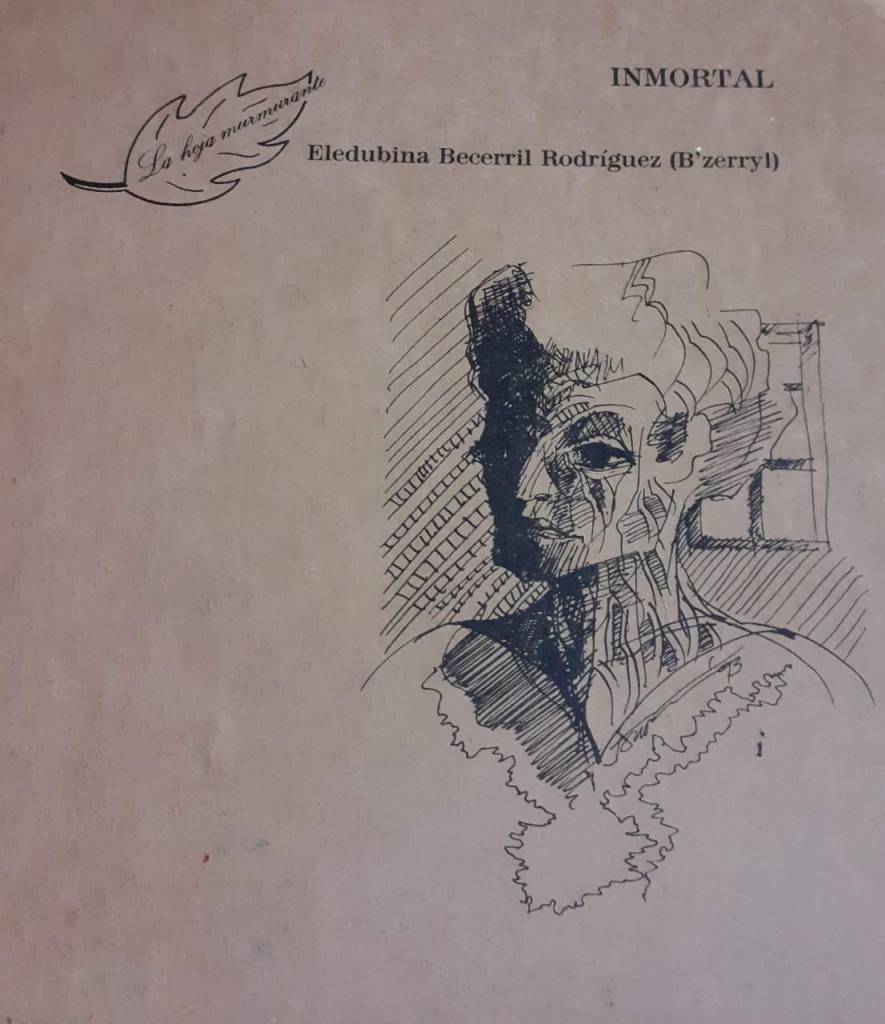 INMORTAL
La hoja murmurante
Eledubina Becerril Rodríguez (B'zerryl)
i